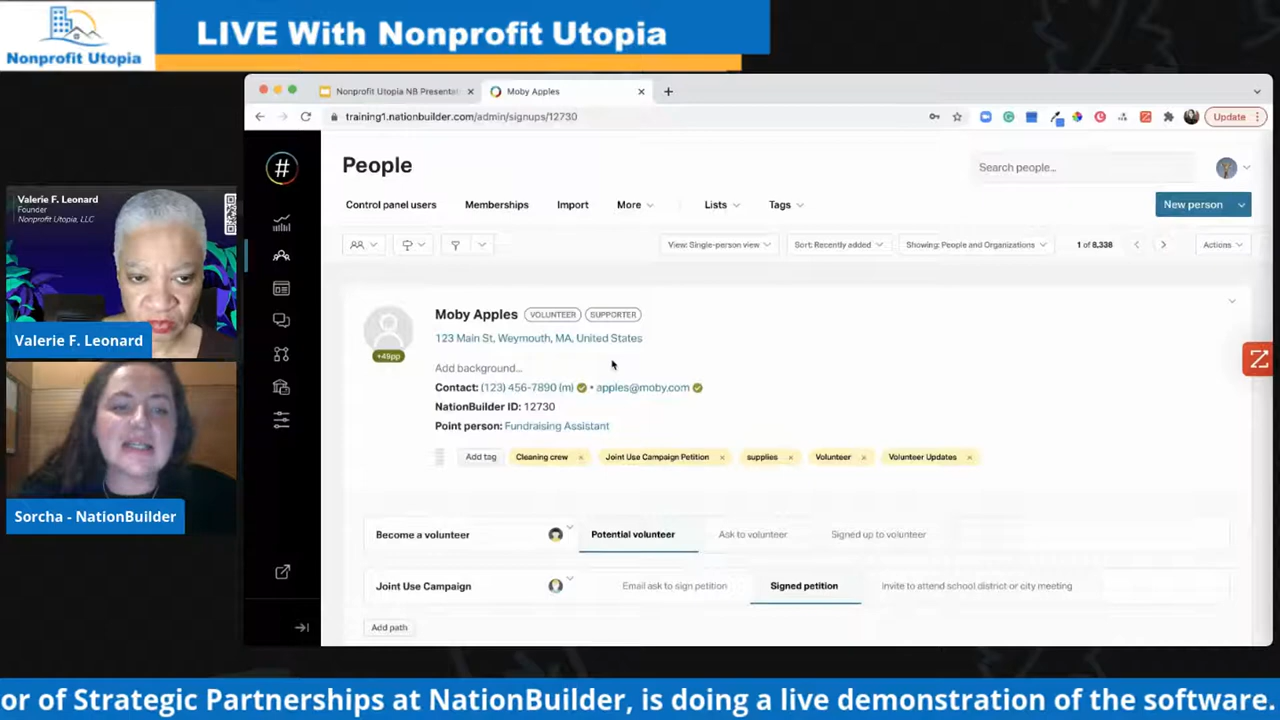 Nonprofit Utopia
LIVE With Nonprofit Utopia
Nonprofit Utopia NB Presentat
Moby Apples
training1.nationbuilder.com/admin/signups/12730
Update
People
Search people...
Control panel users
Memberships
Import
More
Lists
Tags
New person
View: Single-person view
Sort: Recently added
Showing: People and Organizations
1 of 8,338
Actions
Moby Apples
VOLUNTEER
SUPPORTER
+49pp
123 Main St, Weymouth, MA, United States
Add background...
Contact: (123) 456-7890 (m) • apples@moby.com
NationBuilder ID: 12730
Point person: Fundraising Assistant
Add tag
Cleaning crew ×
Joint Use Campaign Petition ×
supplies ×
Volunteer ×
Volunteer Updates ×
Become a volunteer
Potential volunteer
Ask to volunteer
Signed up to volunteer
Joint Use Campaign
Email ask to sign petition
Signed petition
Invite to attend school district or city meeting
Add path
Valerie F. Leonard
Founder
Nonprofit Utopia, LLC
Valerie F. Leonard
Sorcha - NationBuilder
or of Strategic Partnerships at NationBuilder, is doing a live demonstration of the software.